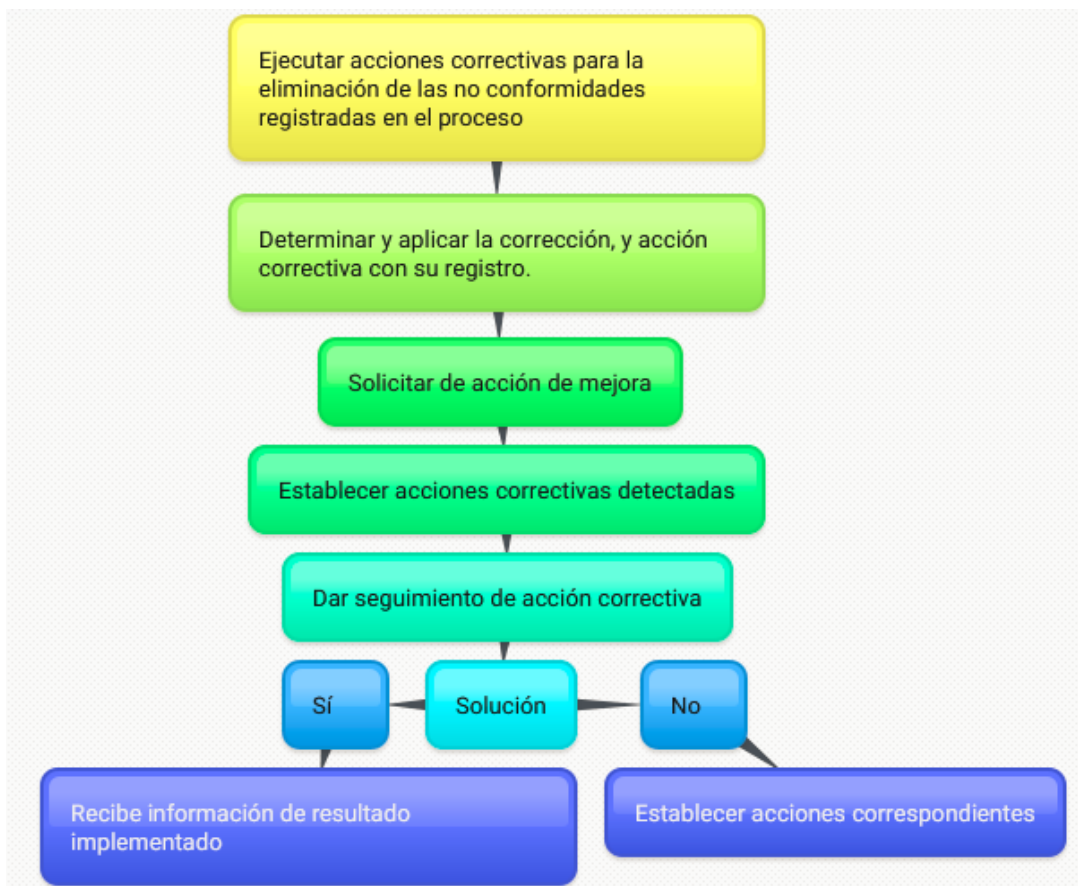 Ejecutar acciones correctivas para la
eliminación de las no conformidades
registradas en el proceso
Determinar y aplicar la corrección, y acción
correctiva con su registro.
Solicitar de acción de mejora
Establecer acciones correctivas detectadas
Dar seguimiento de acción correctiva
Sí
Solución
No
Recibe información de resultado
implementado
Establecer acciones correspondientes